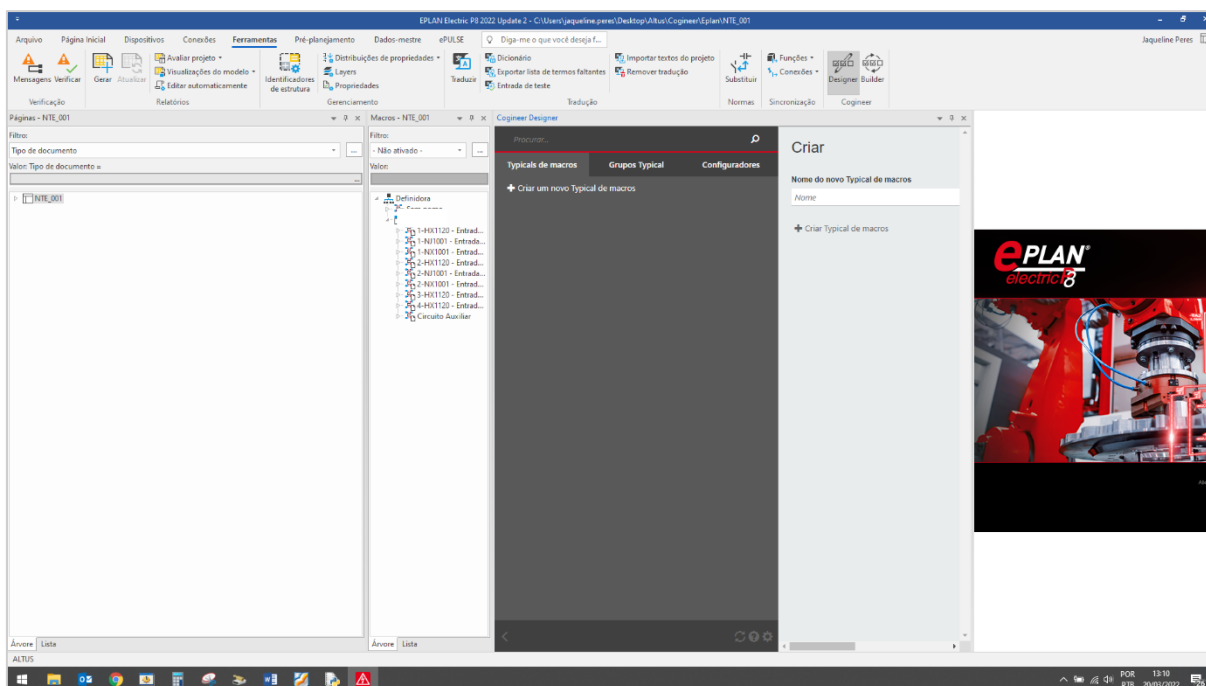 EPLAN Electric P8 2022 Update 2 - C:\Users\jaqueline.peres\Desktop\Altus\Cogineer\Eplan\NTE_001
Arquivo Página Inicial Dispositivos Conexões Ferramentas Pré-planejamento Dados-mestre ePULSE Diga-me o que você deseja f... Jaqueline Peres
Mensagens Verificar
Verificação
Gerar Atualizar
Avaliar projeto
Visualizações do modelo
Editar automaticamente
Relatórios
Identificadores
de estrutura
Distribuições de propriedades
Layers
Propriedades
Gerenciamento
Traduzir
Dicionário
Exportar lista de termos faltantes
Entrada de teste
Importar textos do projeto
Remover tradução
Tradução
Substituir
Normas
Funções
Conexões
Sincronização
Designer Builder
Cogineer
Páginas - NTE_001
Filtro:
Tipo de documento
...
Valor: Tipo de documento =
...
NTE_001
Árvore Lista
Macros - NTE_001
Filtro:
- Não ativado -
...
Valor:
Definidora
1-HX1120 - Entrad...
1-NJ1001 - Entrada...
1-NX1001 - Entrad...
2-HX1120 - Entrad...
2-NJ1001 - Entrada...
2-NX1001 - Entrad...
3-HX1120 - Entrad...
4-HX1120 - Entrad...
Circuito Auxiliar
Árvore Lista
Cogineer Designer
Procurar...
Typicals de macros Grupos Typical Configuradores
Criar um novo Typical de macros
Criar
Nome do novo Typical de macros
Nome
Criar Typical de macros
ePLAN®
electric P8
ALTUS
POR
PTB
13:10
20/03/2022